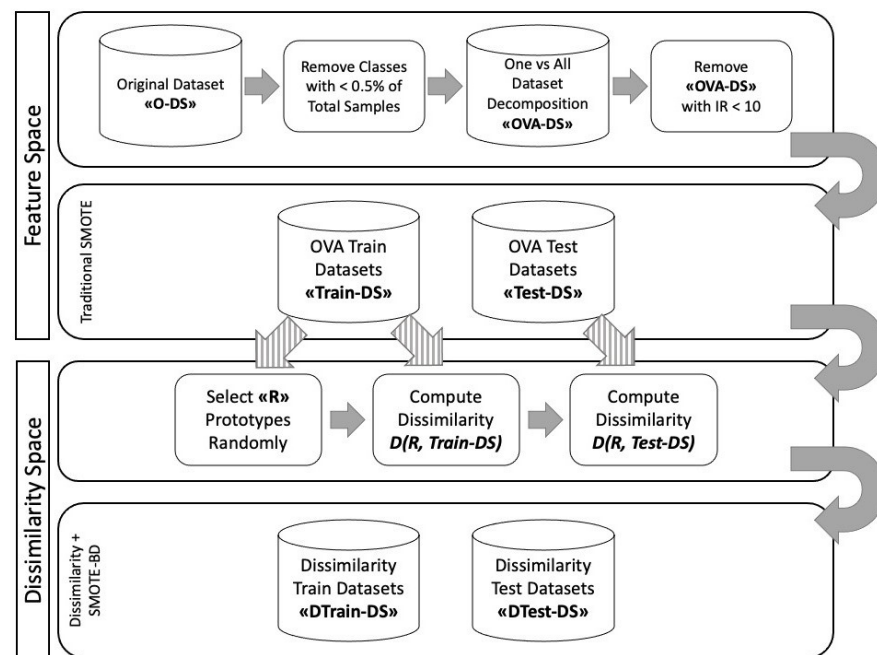 Feature Space
Original Dataset
«O-DS»
Remove Classes
with < 0.5% of
Total Samples
One vs All
Dataset
Decomposition
«OVA-DS»
Remove
«OVA-DS»
with IR < 10
Traditional SMOTE
OVA Train
Datasets
«Train-DS»
OVA Test
Datasets
«Test-DS»
Dissimilarity Space
Select «R»
Prototypes
Randomly
Compute
Dissimilarity
D(R, Train-DS)
Compute
Dissimilarity
D(R, Test-DS)
Dissimilarity +
SMOTE-BD
Dissimilarity
Train Datasets
«DTrain-DS»
Dissimilarity
Test Datasets
«DTest-DS»